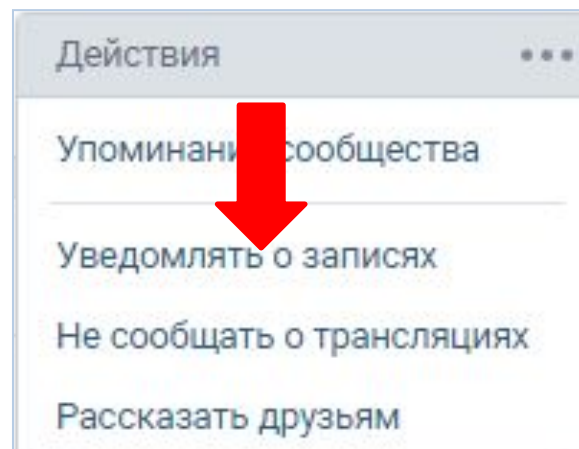 Действия
Упоминани сообщества
Уведомлять о записях
Не сообщать о трансляциях
Рассказать друзьям